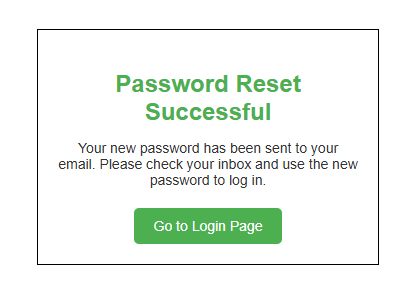 Password Reset
Successful
Your new password has been sent to your
email. Please check your inbox and use the new
password to log in.
Go to Login Page